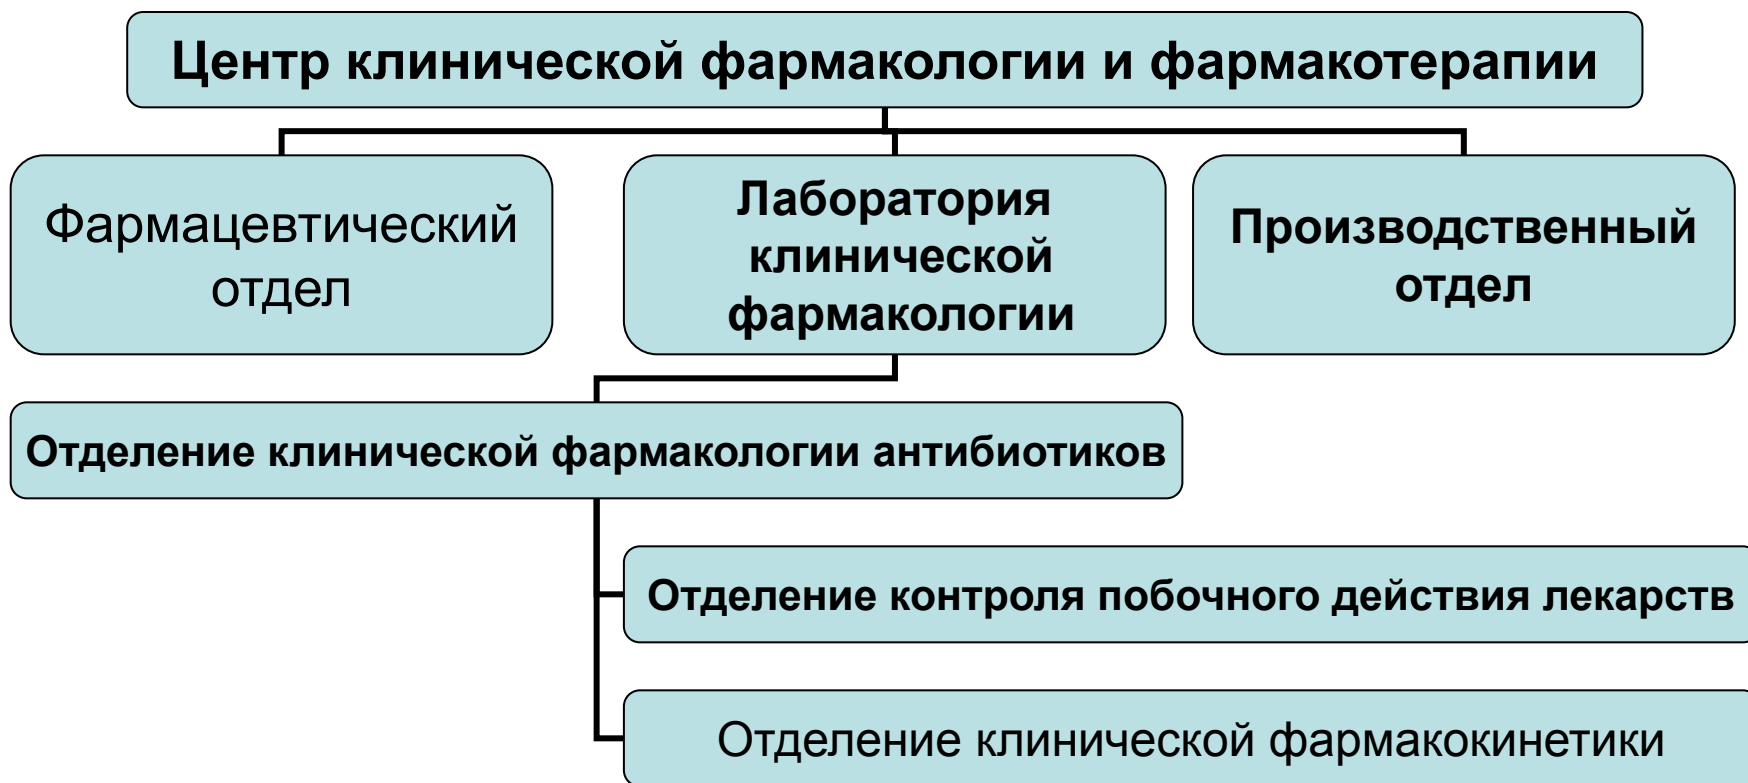 Центр клинической фармакологии и фармакотерапии
Фармацевтический
отдел
Лаборатория
клинической
фармакологии
Производственный
отдел
Отделение клинической фармакологии антибиотиков
Отделение контроля побочного действия лекарств
Отделение клинической фармакокинетики